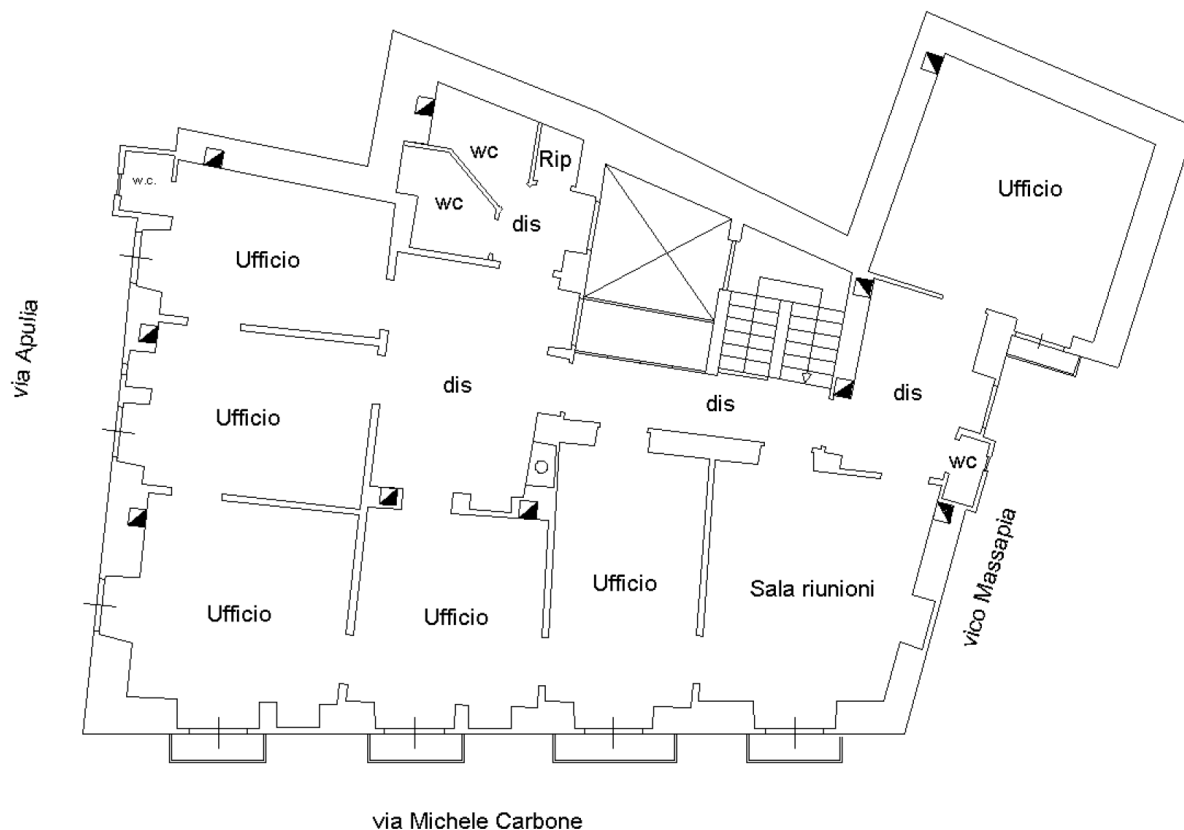 wc
Rip
w.c.
wc
dis
Ufficio
Ufficio
via Apulia
Ufficio
dis
dis
dis
wc
Ufficio
Ufficio
Ufficio
Sala riunioni
vico Massapia
via Michele Carbone